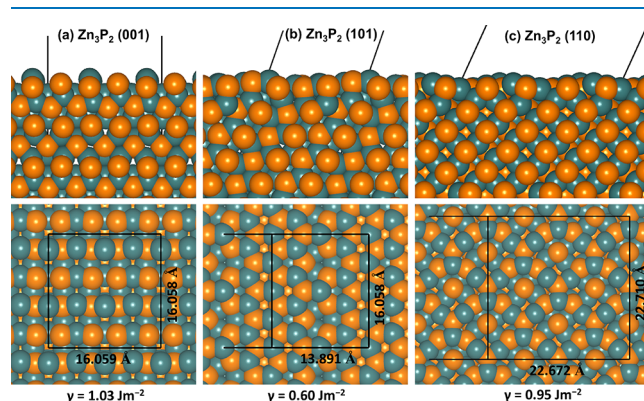 (a) Zn₃P₂ (001)
(b) Zn₃P₂ (101)
(c) Zn₃P₂ (110)
16.058 Å
16.059 Å
16.058 Å
13.891 Å
22.710 Å
22.672 Å
γ = 1.03 Jm⁻²
γ = 0.60 Jm⁻²
γ = 0.95 Jm⁻²